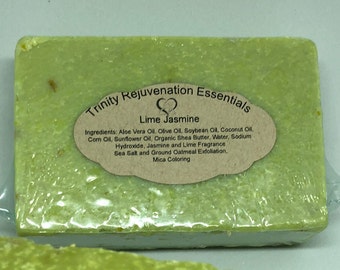 Trinity Rejuvenation Essentials
Lime Jasmine
Ingredients: Aloe Vera Oil, Olive Oil, Soybean Oil, Coconut Oil,
Corn Oil, Sunflower Oil, Organic Shea Butter, Water, Sodium
Hydroxide, Jasmine and Lime Fragrance
Sea Salt and Ground Oatmeal Exfoliation.
Mica Coloring